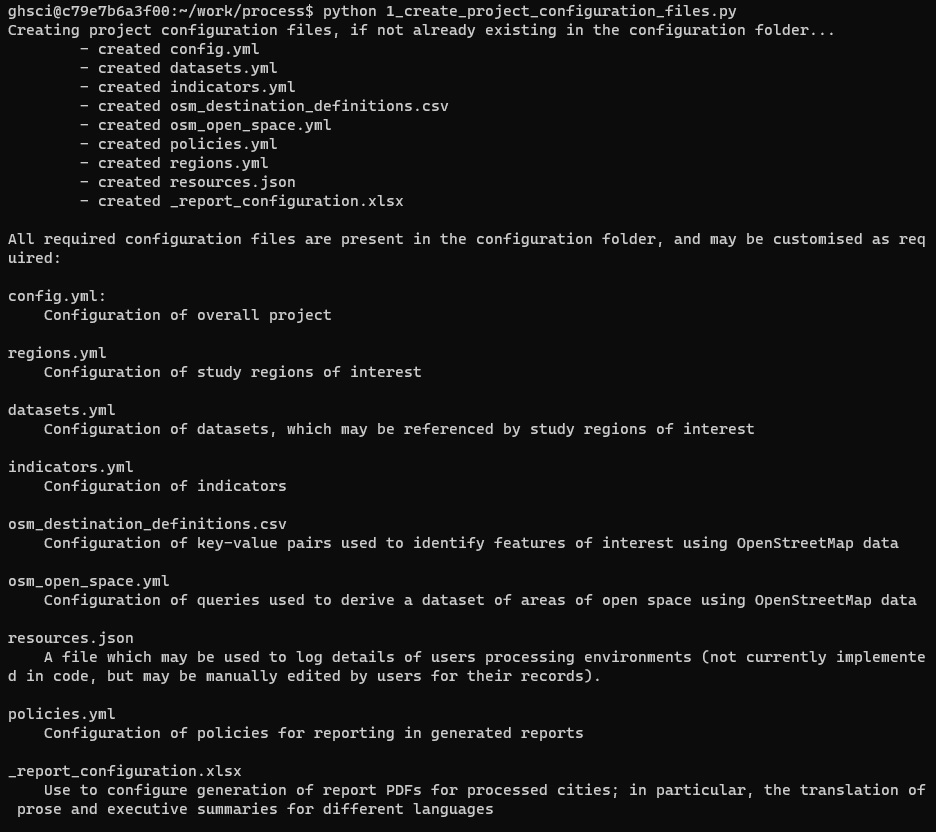 ghsci@c79e7b6a3f00:~/work/process$ python 1_create_project_configuration_files.py
Creating project configuration files, if not already existing in the configuration folder...
- created config.yml
- created datasets.yml
- created indicators.yml
- created osm_destination_definitions.csv
- created osm_open_space.yml
- created policies.yml
- created regions.yml
- created resources.json
- created _report_configuration.xlsx
All required configuration files are present in the configuration folder, and may be customised as req
uired:
config.yml:
Configuration of overall project
regions.yml
Configuration of study regions of interest
datasets.yml
Configuration of datasets, which may be referenced by study regions of interest
indicators.yml
Configuration of indicators
osm_destination_definitions.csv
Configuration of key-value pairs used to identify features of interest using OpenStreetMap data
osm_open_space.yml
Configuration of queries used to derive a dataset of areas of open space using OpenStreetMap data
resources.json
A file which may be used to log details of users processing environments (not currently implemente
d in code, but may be manually edited by users for their records).
policies.yml
Configuration of policies for reporting in generated reports
_report_configuration.xlsx
Use to configure generation of report PDFs for processed cities; in particular, the translation of
prose and executive summaries for different languages